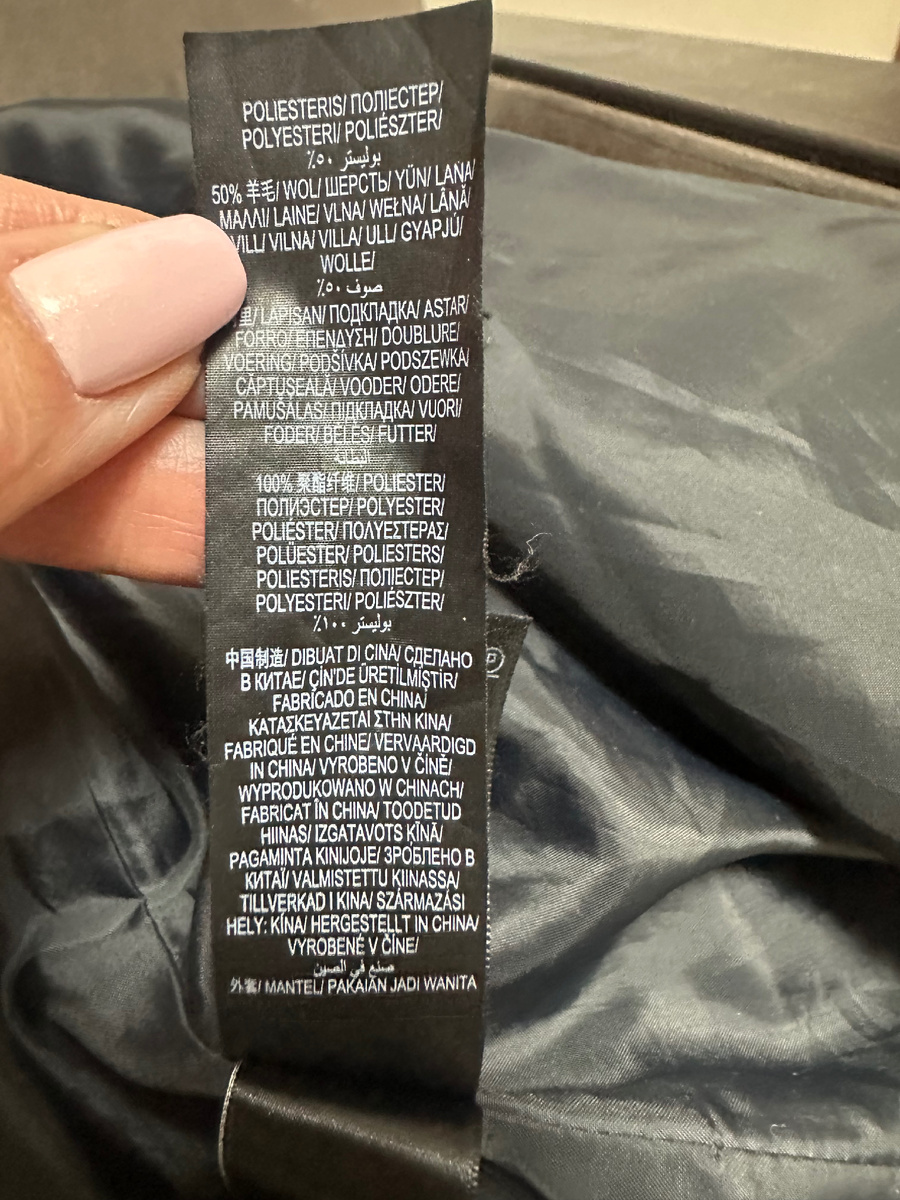 POLIESTERIS/ ПОЛІЕСТЕР/
POLYESTERI/ POLIÉSZTER/
بوليستر ٥٠٪
50% 羊毛/ WOL/ ШЕРСТЬ/ YÜN/ LANA/
ΜΑΛΛΙ/ LAINE/ VLNA/ WEŁNA/ LÂNĂ/
VILL/ VILNA/ VILLA/ ULL/ GYAPJÚ/
WOLLE/
صوف ٥٠٪
里/ LAPISAN/ ПОДКЛАДКА/ ASTAR/
FORRO/ ΕΠΕΝΔΥΣΗ/ DOUBLURE/
VOERING/ PODŠÍVKA/ PODSZEWKA/
CĂPTUŞEALĂ/ VOODER/ ODERE/
PAMUŠALAS/ ПІДКЛАДКА/ VUORI/
FODER/ BÉLÉS/ FUTTER/
البطانة
100% 聚酯纤维/ POLIESTER/
ПОЛИЭСТЕР/ POLYESTER/
POLIÉSTER/ ΠΟΛΥΕΣΤΕΡΑΣ/
POLÜESTER/ POLIESTERS/
POLIESTERIS/ ПОЛІЕСТЕР/
POLYESTERI/ POLIÉSZTER/
بوليستر ١٠٠٪
中国制造/ DIBUAT DI CINA/ СДЕЛАНО
В КИТАЕ/ ÇİN'DE ÜRETİLMİŞTİR/
FABRICADO EN CHINA/
ΚΑΤΑΣΚΕΥΑΖΕΤΑΙ ΣΤΗΝ ΚΙΝΑ/
FABRIQUÉ EN CHINE/ VERVAARDIGD
IN CHINA/ VYROBENO V ČÍNĚ/
WYPRODUKOWANO W CHINACH/
FABRICAT ÎN CHINA/ TOODETUD
HIINAS/ IZGATAVOTS ĶĪNĀ/
PAGAMINTA KINIJOJE/ ЗРОБЛЕНО В
КИТАЇ/ VALMISTETTU KIINASSA/
TILLVERKAD I KINA/ SZÁRMAZÁSI
HELY: KÍNA/ HERGESTELLT IN CHINA/
VYROBENÉ V ČÍNE/
صنع في الصين
外套/ MANTEL/ PAKAIAN JADI WANITA
P